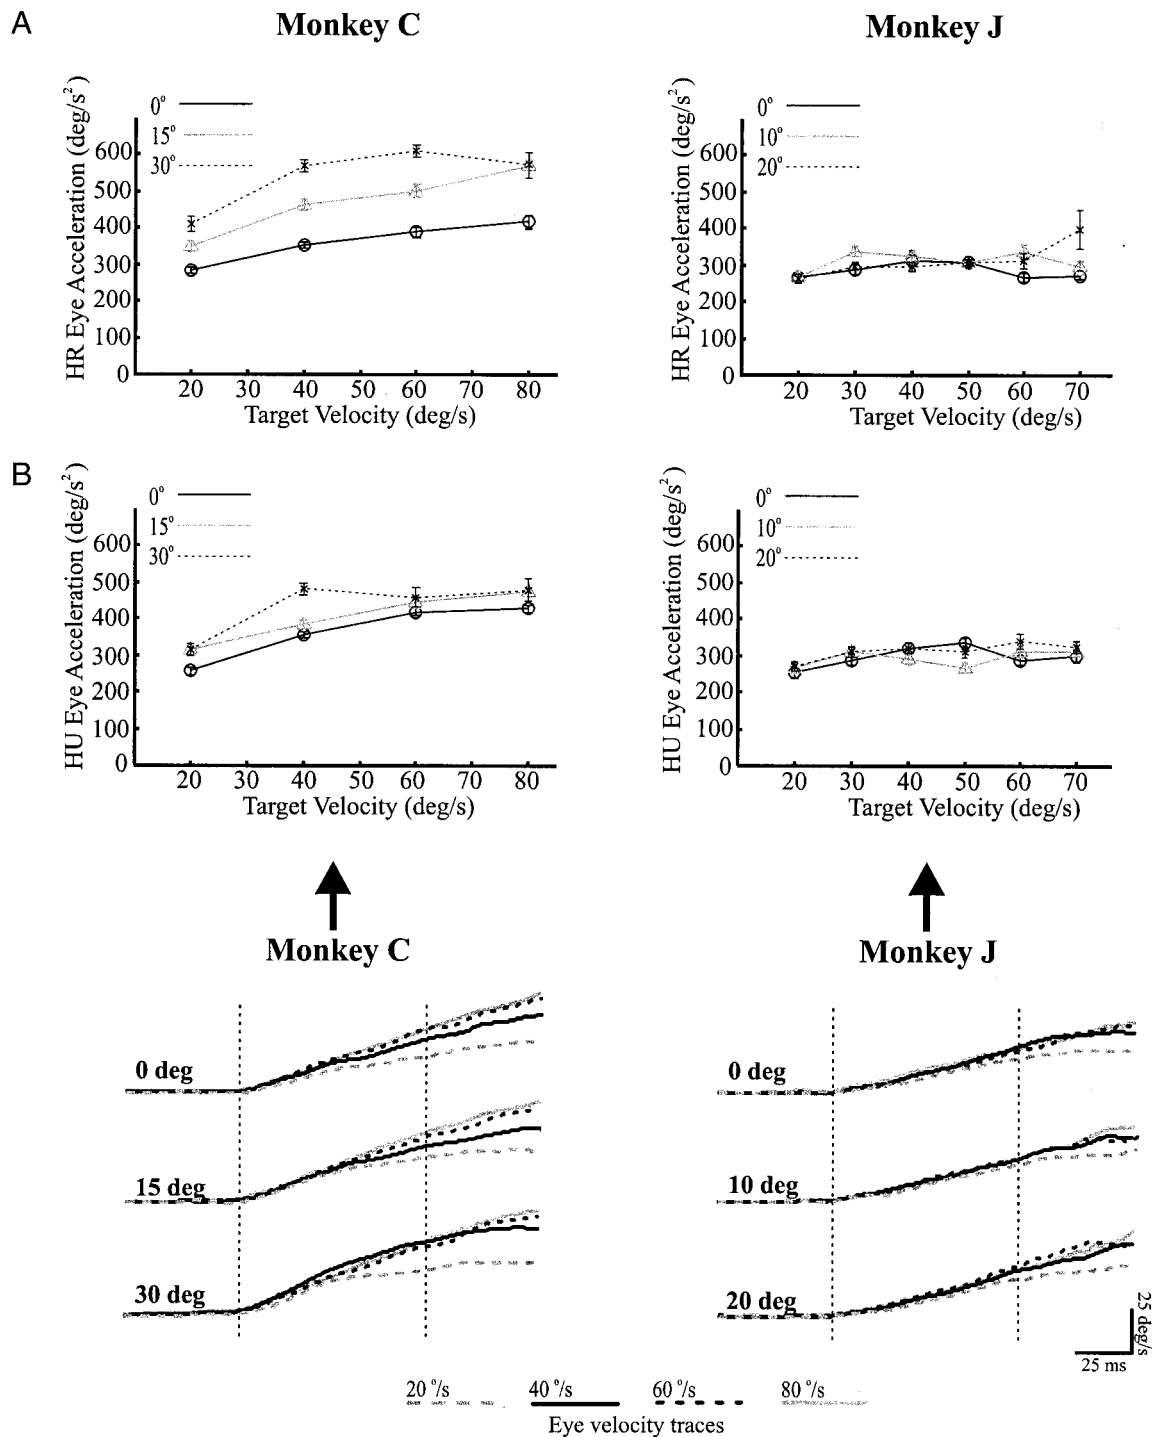 A
Monkey C
Monkey J
HR Eye Acceleration (deg/s²)
0°
15°
30°
600
500
400
300
200
100
0
20 30 40 50 60 70 80
Target Velocity (deg/s)
HR Eye Acceleration (deg/s²)
0°
10°
20°
600
500
400
300
200
100
0
20 30 40 50 60 70
Target Velocity (deg/s)
B
HU Eye Acceleration (deg/s²)
0°
15°
30°
600
500
400
300
200
100
0
20 30 40 50 60 70 80
Target Velocity (deg/s)
HU Eye Acceleration (deg/s²)
0°
10°
20°
600
500
400
300
200
100
0
20 30 40 50 60 70
Target Velocity (deg/s)
Monkey C
Monkey J
0 deg
15 deg
30 deg
0 deg
10 deg
20 deg
25 deg/s
25 ms
20 °/s 40 °/s 60 °/s 80 °/s
Eye velocity traces